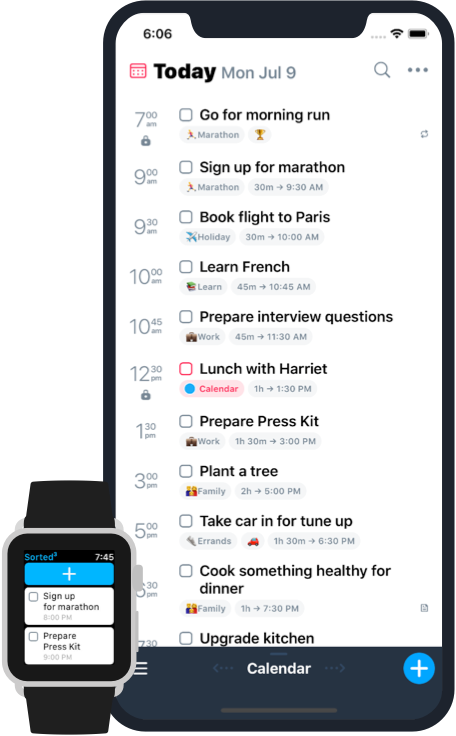 6:06
Today Mon Jul 9
7 00 am
Go for morning run
Marathon
9 00 am
Sign up for marathon
Marathon 30m → 9:30 AM
9 30 am
Book flight to Paris
Holiday 30m → 10:00 AM
10 00 am
Learn French
Learn 45m → 10:45 AM
10 45 am
Prepare interview questions
Work 45m → 11:30 AM
12 30 pm
Lunch with Harriet
Calendar 1h → 1:30 PM
1 30 pm
Prepare Press Kit
Work 1h 30m → 3:00 PM
3 00 pm
Plant a tree
Family 2h → 5:00 PM
5 00 pm
Take car in for tune up
Errands 1h 30m → 6:30 PM
30 pm
Cook something healthy for
dinner
Family 1h → 7:30 PM
30
Upgrade kitchen
Calendar
Sorted³ 7:45
+
Sign up
for marathon
8:00 PM
Prepare
Press Kit
9:00 PM